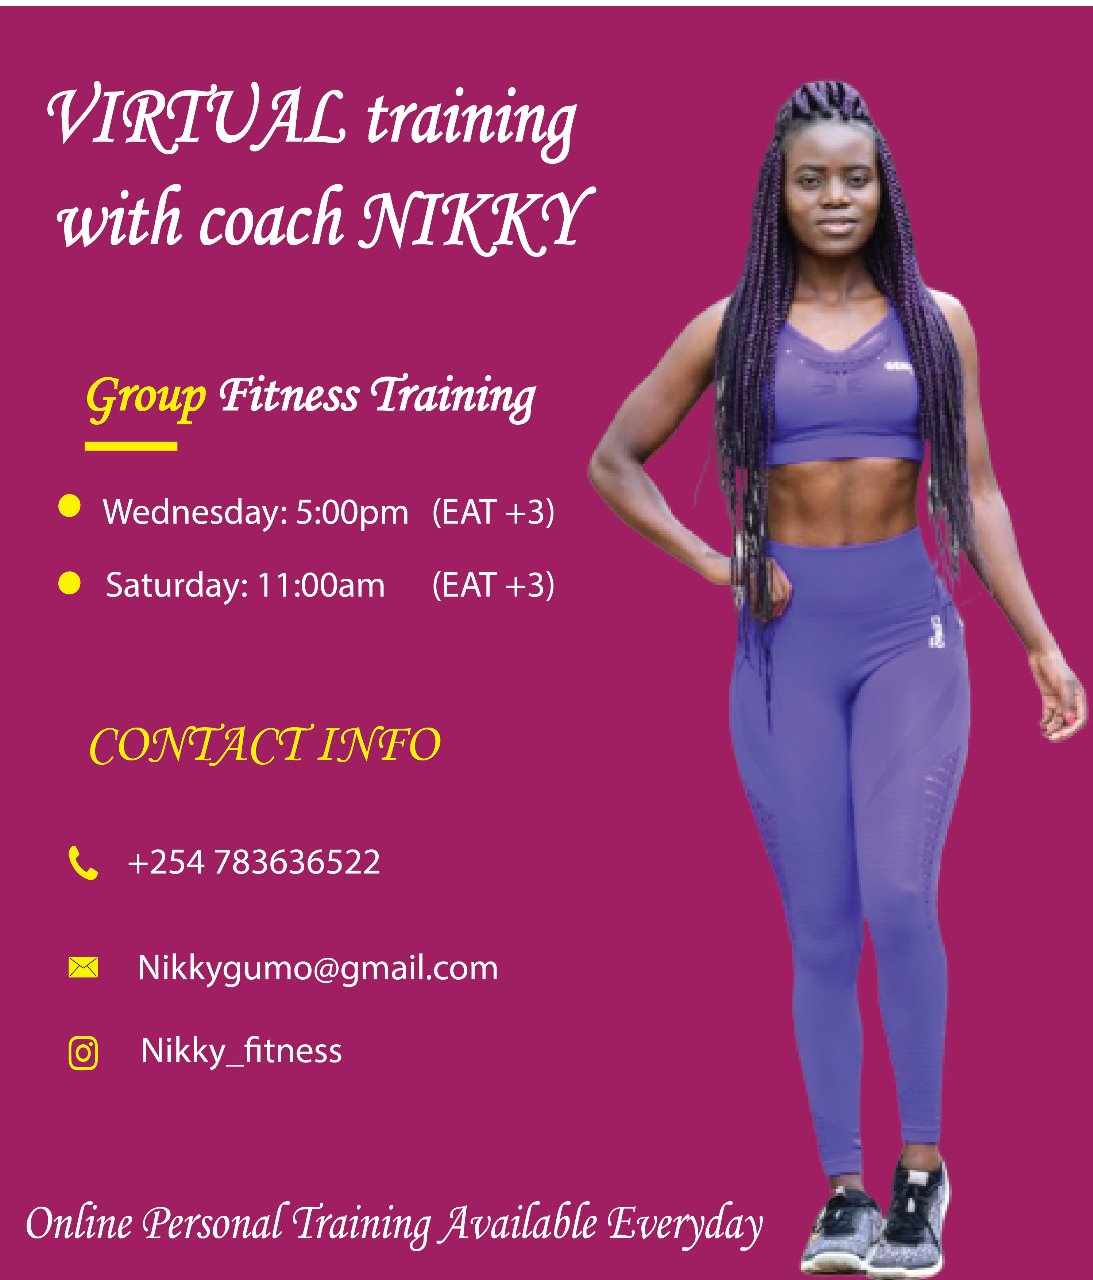 VIRTUAL training
with coach NIKKY
Group Fitness Training
Wednesday: 5:00pm (EAT +3)
Saturday: 11:00am (EAT +3)
CONTACT INFO
+254 783636522
Nikkygumo@gmail.com
Nikky_fitness
Online Personal Training Available Everyday